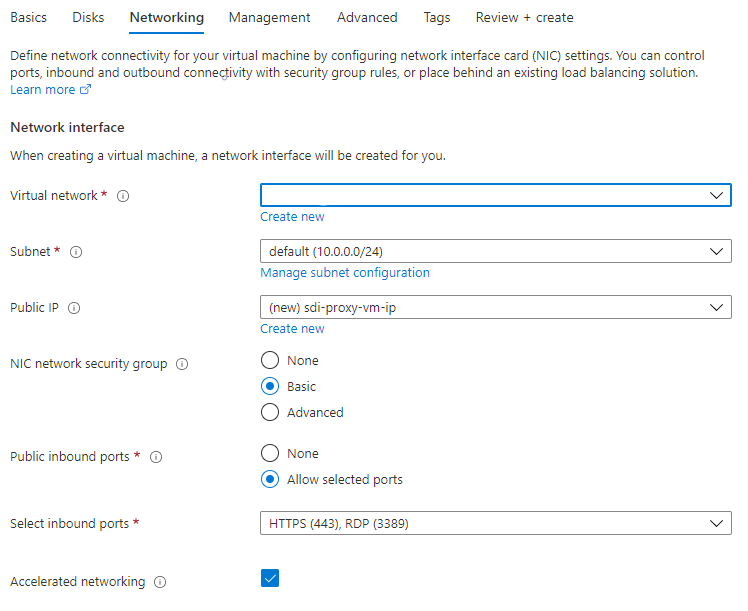 Basics Disks Networking Management Advanced Tags Review + create
Define network connectivity for your virtual machine by configuring network interface card (NIC) settings. You can control
ports, inbound and outbound connectivity with security group rules, or place behind an existing load balancing solution.
Learn more
Network interface
When creating a virtual machine, a network interface will be created for you.
Virtual network *
Create new
Subnet * default (10.0.0.0/24)
Manage subnet configuration
Public IP (new) sdi-proxy-vm-ip
Create new
NIC network security group None
Basic
Advanced
Public inbound ports * None
Allow selected ports
Select inbound ports * HTTPS (443), RDP (3389)
Accelerated networking